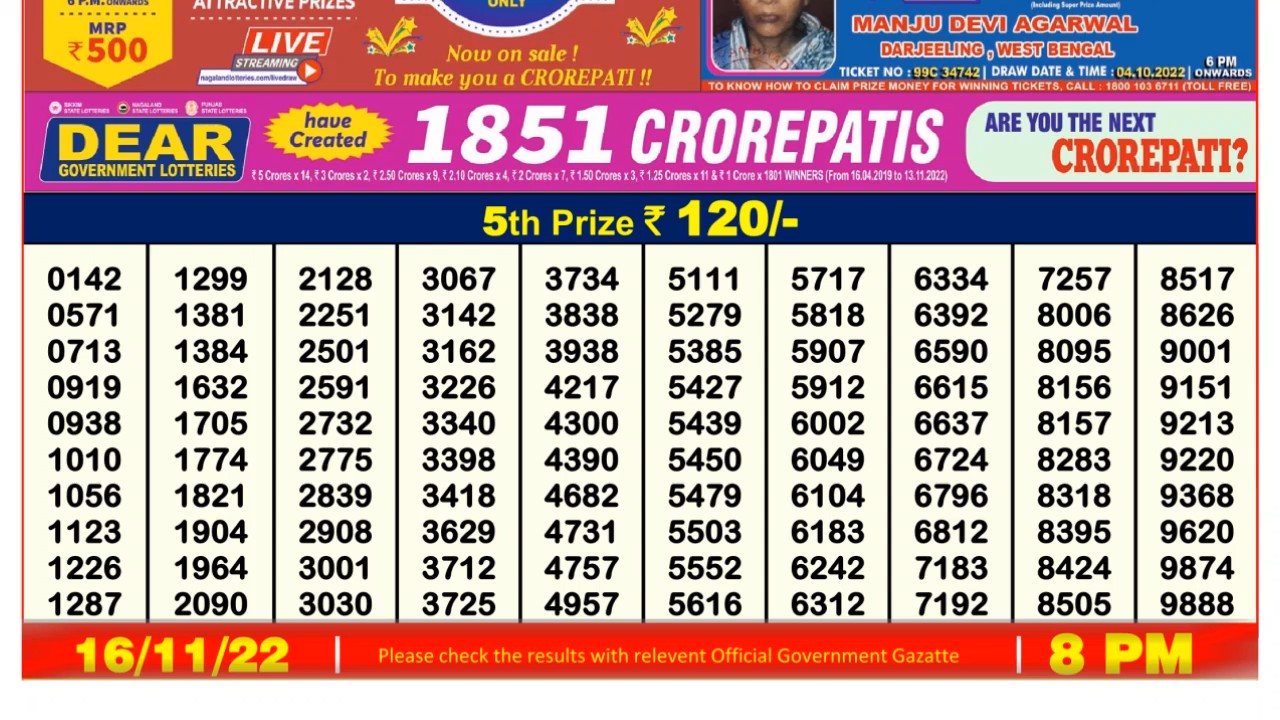 6 P.M. ONWARDS
MRP
₹500
ATTRACTIVE PRIZES
LIVE
STREAMING
nagalandlotteries.com/livedraw
ONLY
Now on sale !
To make you a CROREPATI !!
(Including Super Prize Amount)
MANJU DEVI AGARWAL
DARJEELING , WEST BENGAL
TICKET NO : 99C 34742 | DRAW DATE & TIME : 04.10.2022 | 6 PM ONWARDS
TO KNOW HOW TO CLAIM PRIZE MONEY FOR WINNING TICKETS, CALL : 1800 103 6711 (TOLL FREE)
SIKKIM STATE LOTTERIES NAGALAND STATE LOTTERIES PUNJAB STATE LOTTERIES
DEAR
GOVERNMENT LOTTERIES
have
Created
1851 CROREPATIS
₹ 5 Crores x 14, ₹ 3 Crores x 2, ₹ 2.50 Crores x 9, ₹ 2.10 Crores x 4, ₹ 2 Crores x 7, ₹ 1.50 Crores x 3, ₹ 1.25 Crores x 11 & ₹ 1 Crore x 1801 WINNERS (From 16.04.2019 to 13.11.2022)
ARE YOU THE NEXT
CROREPATI?
5th Prize ₹ 120/-
0142 1299 2128 3067 3734 5111 5717 6334 7257 8517
0571 1381 2251 3142 3838 5279 5818 6392 8006 8626
0713 1384 2501 3162 3938 5385 5907 6590 8095 9001
0919 1632 2591 3226 4217 5427 5912 6615 8156 9151
0938 1705 2732 3340 4300 5439 6002 6637 8157 9213
1010 1774 2775 3398 4390 5450 6049 6724 8283 9220
1056 1821 2839 3418 4682 5479 6104 6796 8318 9368
1123 1904 2908 3629 4731 5503 6183 6812 8395 9620
1226 1964 3001 3712 4757 5552 6242 7183 8424 9874
1287 2090 3030 3725 4957 5616 6312 7192 8505 9888
16/11/22 | Please check the results with relevent Official Government Gazatte | 8 PM